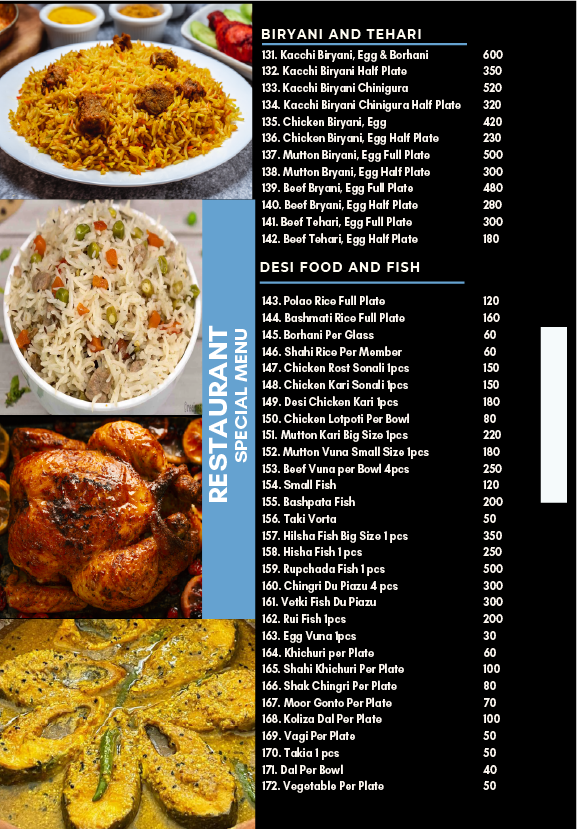 BIRYANI AND TEHARI
131. Kacchi Biryani, Egg & Borhani 600
132. Kacchi Biryani Half Plate 350
133. Kacchi Biryani Chinigura 520
134. Kacchi Biryani Chinigura Half Plate 320
135. Chicken Biryani, Egg 420
136. Chicken Biryani, Egg Half Plate 230
137. Mutton Biryani, Egg Full Plate 500
138. Mutton Bryani, Egg Half Plate 300
139. Beef Bryani, Egg Full Plate 480
140. Beef Bryani, Egg Half Plate 280
141. Beef Tehari, Egg Full Plate 300
142. Beef Tehari, Egg Half Plate 180
DESI FOOD AND FISH
143. Polao Rice Full Plate 120
144. Bashmati Rice Full Plate 160
145. Borhani Per Glass 60
146. Shahi Rice Per Member 60
147. Chicken Rost Sonali 1pcs 150
148. Chicken Kari Sonali 1pcs 150
149. Desi Chicken Kari 1pcs 180
150. Chicken Lotpoti Per Bowl 80
151. Mutton Kari Big Size 1pcs 220
152. Mutton Vuna Small Size 1pcs 180
153. Beef Vuna per Bowl 4pcs 250
154. Small Fish 120
155. Bashpata Fish 200
156. Taki Vorta 50
157. Hilsha Fish Big Size 1 pcs 350
158. Hisha Fish 1 pcs 250
159. Rupchada Fish 1 pcs 500
160. Chingri Du Piazu 4 pcs 300
161. Vetki Fish Du Piazu 300
162. Rui Fish 1pcs 200
163. Egg Vuna 1pcs 30
164. Khichuri per Plate 60
165. Shahi Khichuri Per Plate 100
166. Shak Chingri Per Plate 80
167. Moor Gonto Per Plate 70
168. Koliza Dal Per Plate 100
169. Vagi Per Plate 50
170. Takia 1 pcs 50
171. Dal Per Bowl 40
172. Vegetable Per Plate 50
RESTAURANT
SPECIAL MENU